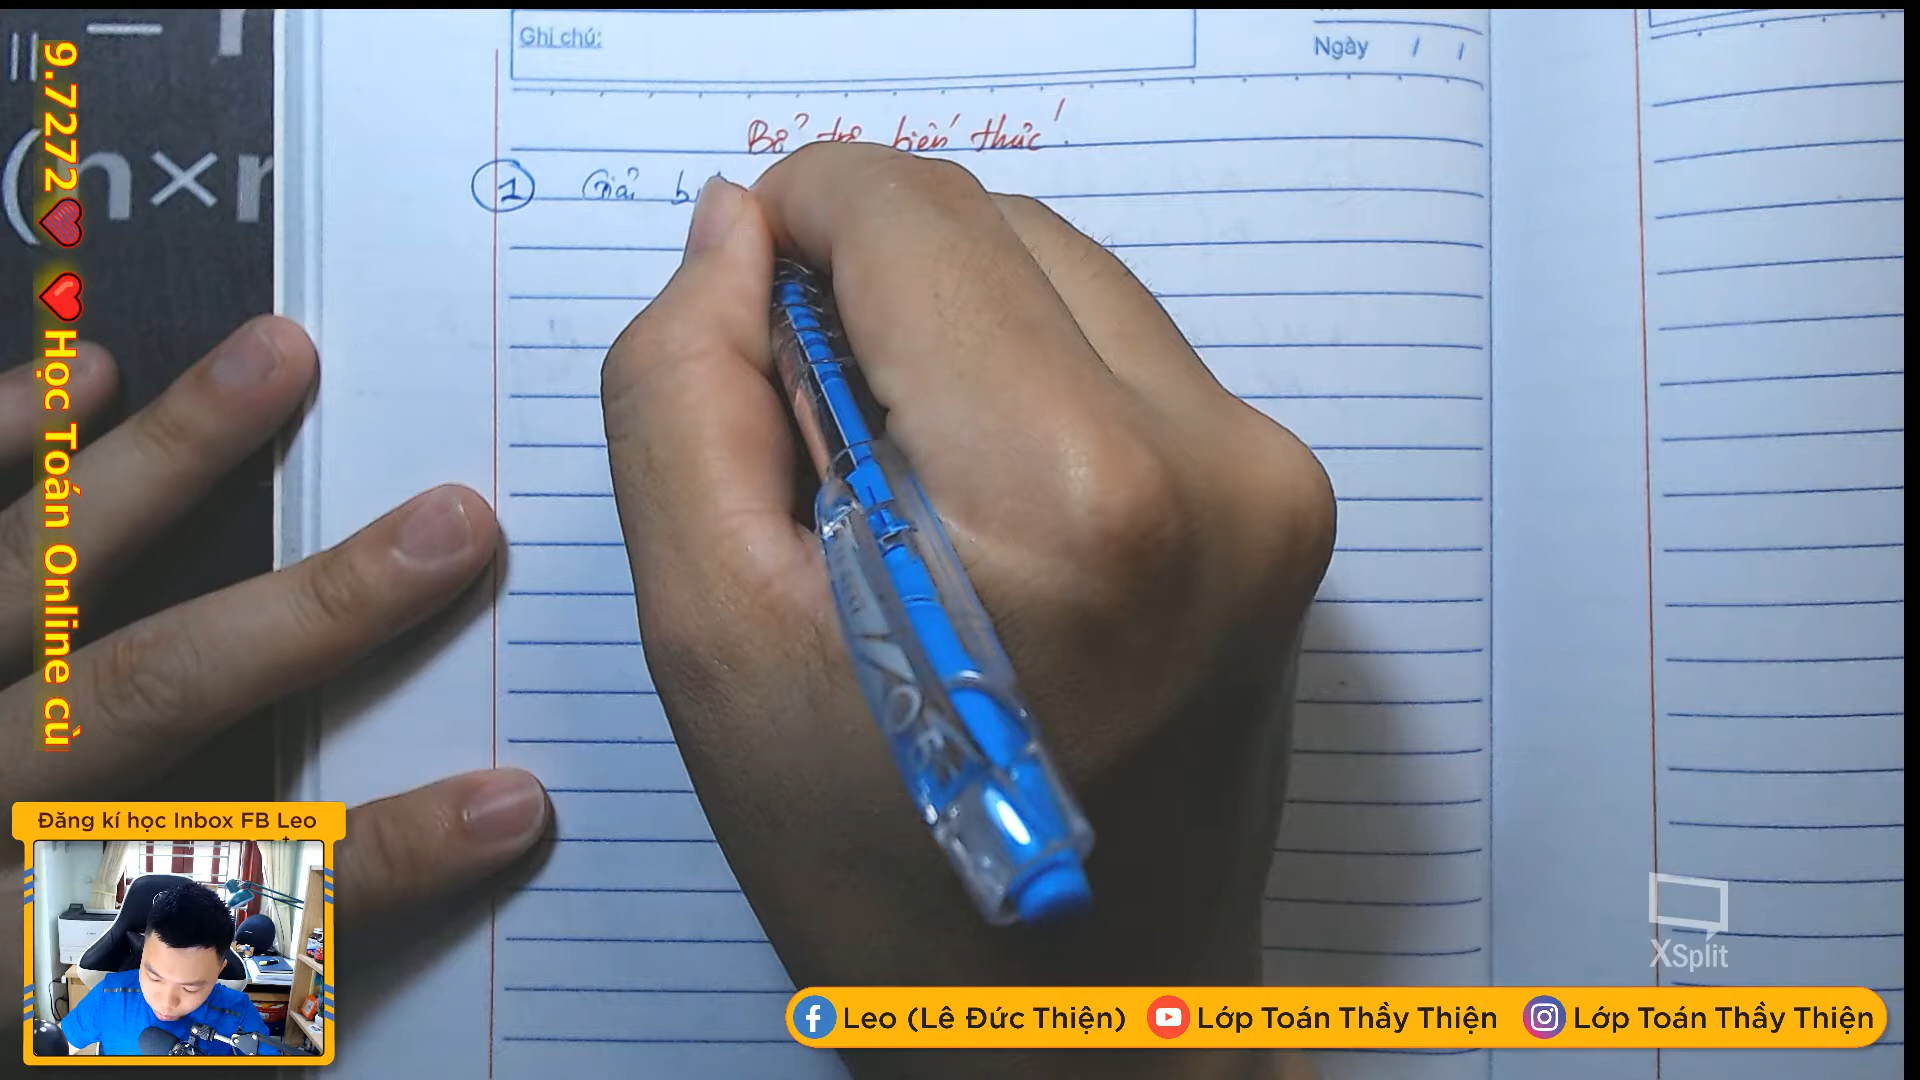 Ghi chú:
Ngày / /
Bổ trợ kiến thức!
1 Giải
(n×n
9.7272 Học Toán Online cù
Đăng kí học Inbox FB Leo
XSplit
Leo (Lê Đức Thiện) Lớp Toán Thầy Thiện Lớp Toán Thầy Thiện